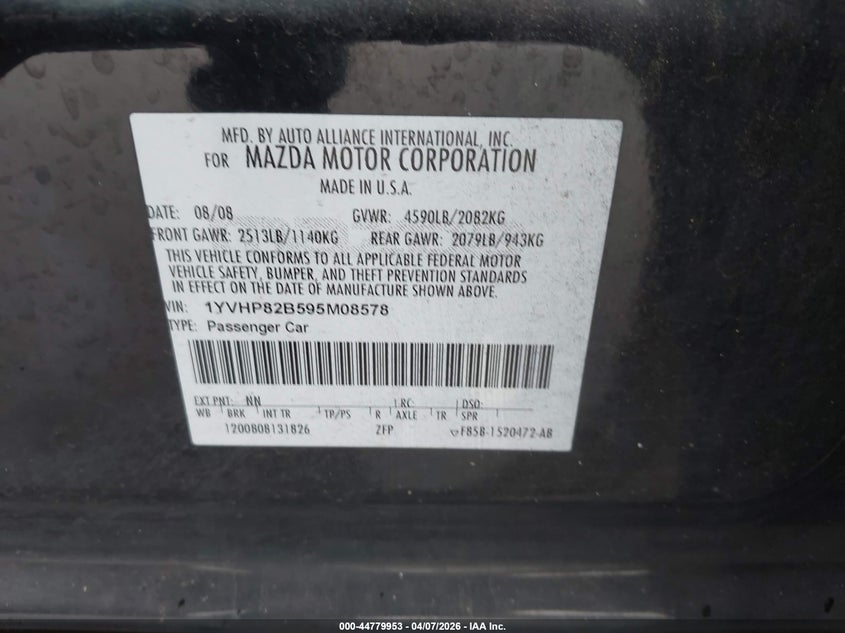 MFD. BY AUTO ALLIANCE INTERNATIONAL, INC.
FOR MAZDA MOTOR CORPORATION
MADE IN U.S.A.
DATE: 08/08 GVWR: 4590LB/2082KG
FRONT GAWR: 2513LB/1140KG REAR GAWR: 2079LB/943KG
THIS VEHICLE CONFORMS TO ALL APPLICABLE FEDERAL MOTOR
VEHICLE SAFETY, BUMPER, AND THEFT PREVENTION STANDARDS
IN EFFECT ON THE DATE OF MANUFACTURE SHOWN ABOVE.
VIN: 1YVHP82B595M08578
TYPE: Passenger Car
EXT PNT: NN RC: DSO:
WB BRK INT TR TP/PS R AXLE TR SPR
1200808131826 ZFP F85B-1520472-AB
000-44779953 - 04/07/2026 - IAA Inc.